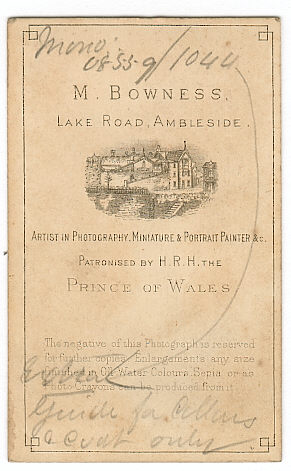 Mono
08-55-9/1044
M. BOWNESS,
LAKE ROAD, AMBLESIDE.
ARTIST IN PHOTOGRAPHY, MINIATURE & PORTRAIT PAINTER &c.
PATRONISED BY H.R.H. THE
PRINCE OF WALES
The negative of this Photograph is reserved
for further copies. Enlargements any size
finished in Oil, Water Colours, Sepia or as
Photo Crayons can be produced from it
Guide for
Coat only